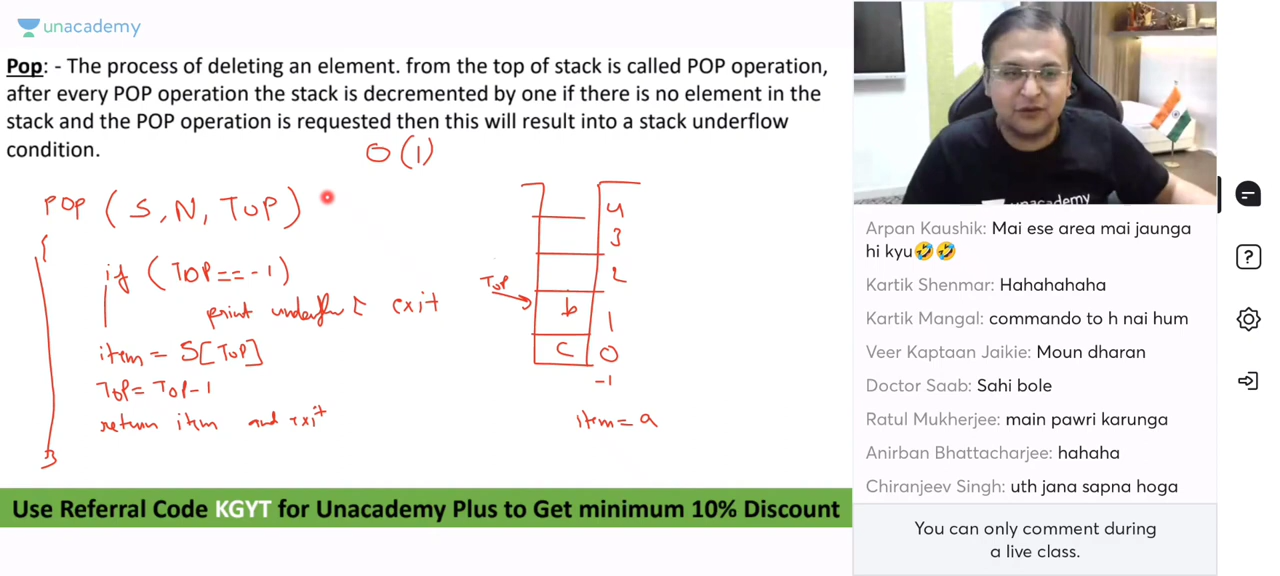 unacademy
Pop: - The process of deleting an element. from the top of stack is called POP operation,
after every POP operation the stack is decremented by one if there is no element in the
stack and the POP operation is requested then this will result into a stack underflow
condition.
O (1)
POP ( S, N, TOP )
{
if ( TOP == -1 )
print underflow & exit
item = S[TOP]
TOP = TOP-1
return item and exit
}
4
3
2
TOP
b 1
c 0
-1
item = a
Use Referral Code KGYT for Unacademy Plus to Get minimum 10% Discount
unacademy
Arpan Kaushik: Mai ese area mai jaunga
hi kyu🤣🤣
Kartik Shenmar: Hahahahaha
Kartik Mangal: commando to h nai hum
Veer Kaptaan Jaikie: Moun dharan
Doctor Saab: Sahi bole
Ratul Mukherjee: main pawri karunga
Anirban Bhattacharjee: hahaha
Chiranjeev Singh: uth jana sapna hoga
You can only comment during
a live class.